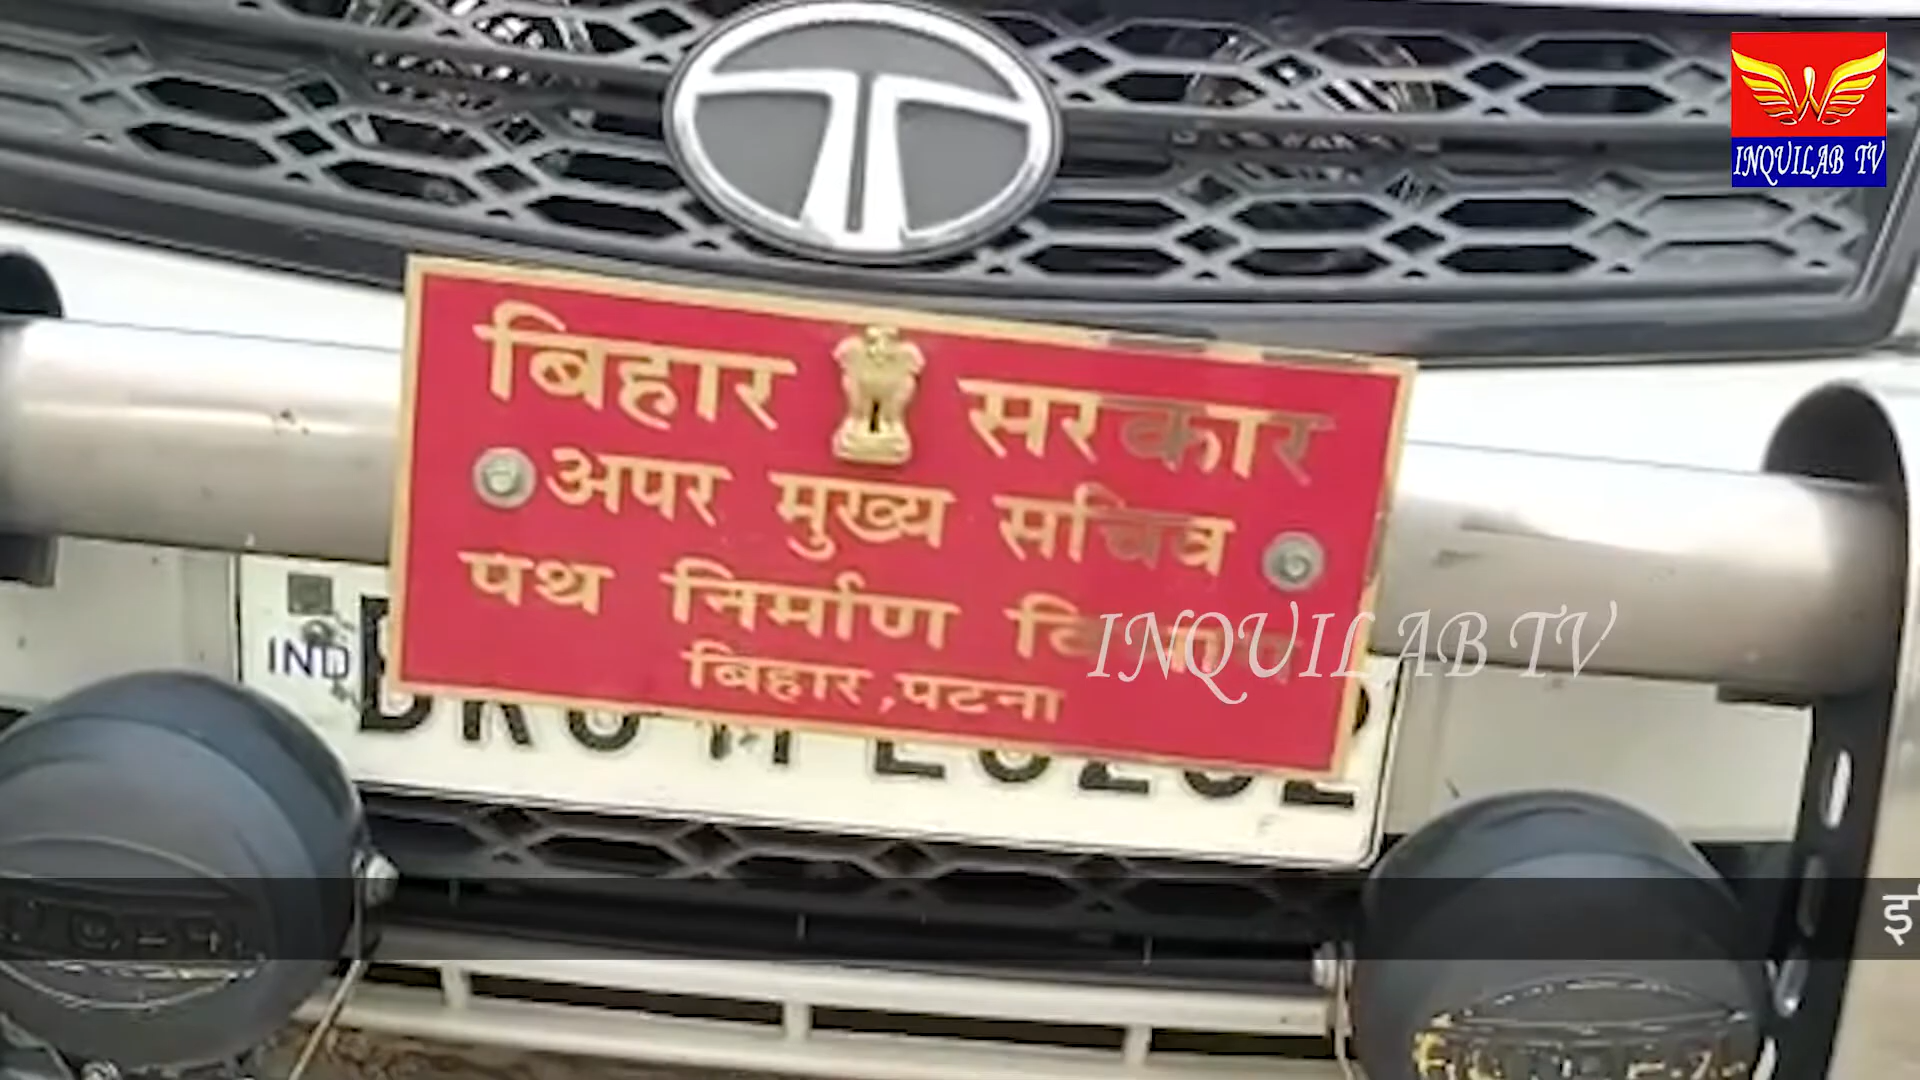 INQUILAB TV
बिहार सरकार
अपर मुख्य सचिव
पथ निर्माण विभाग
बिहार, पटना
IND
INQUILAB TV